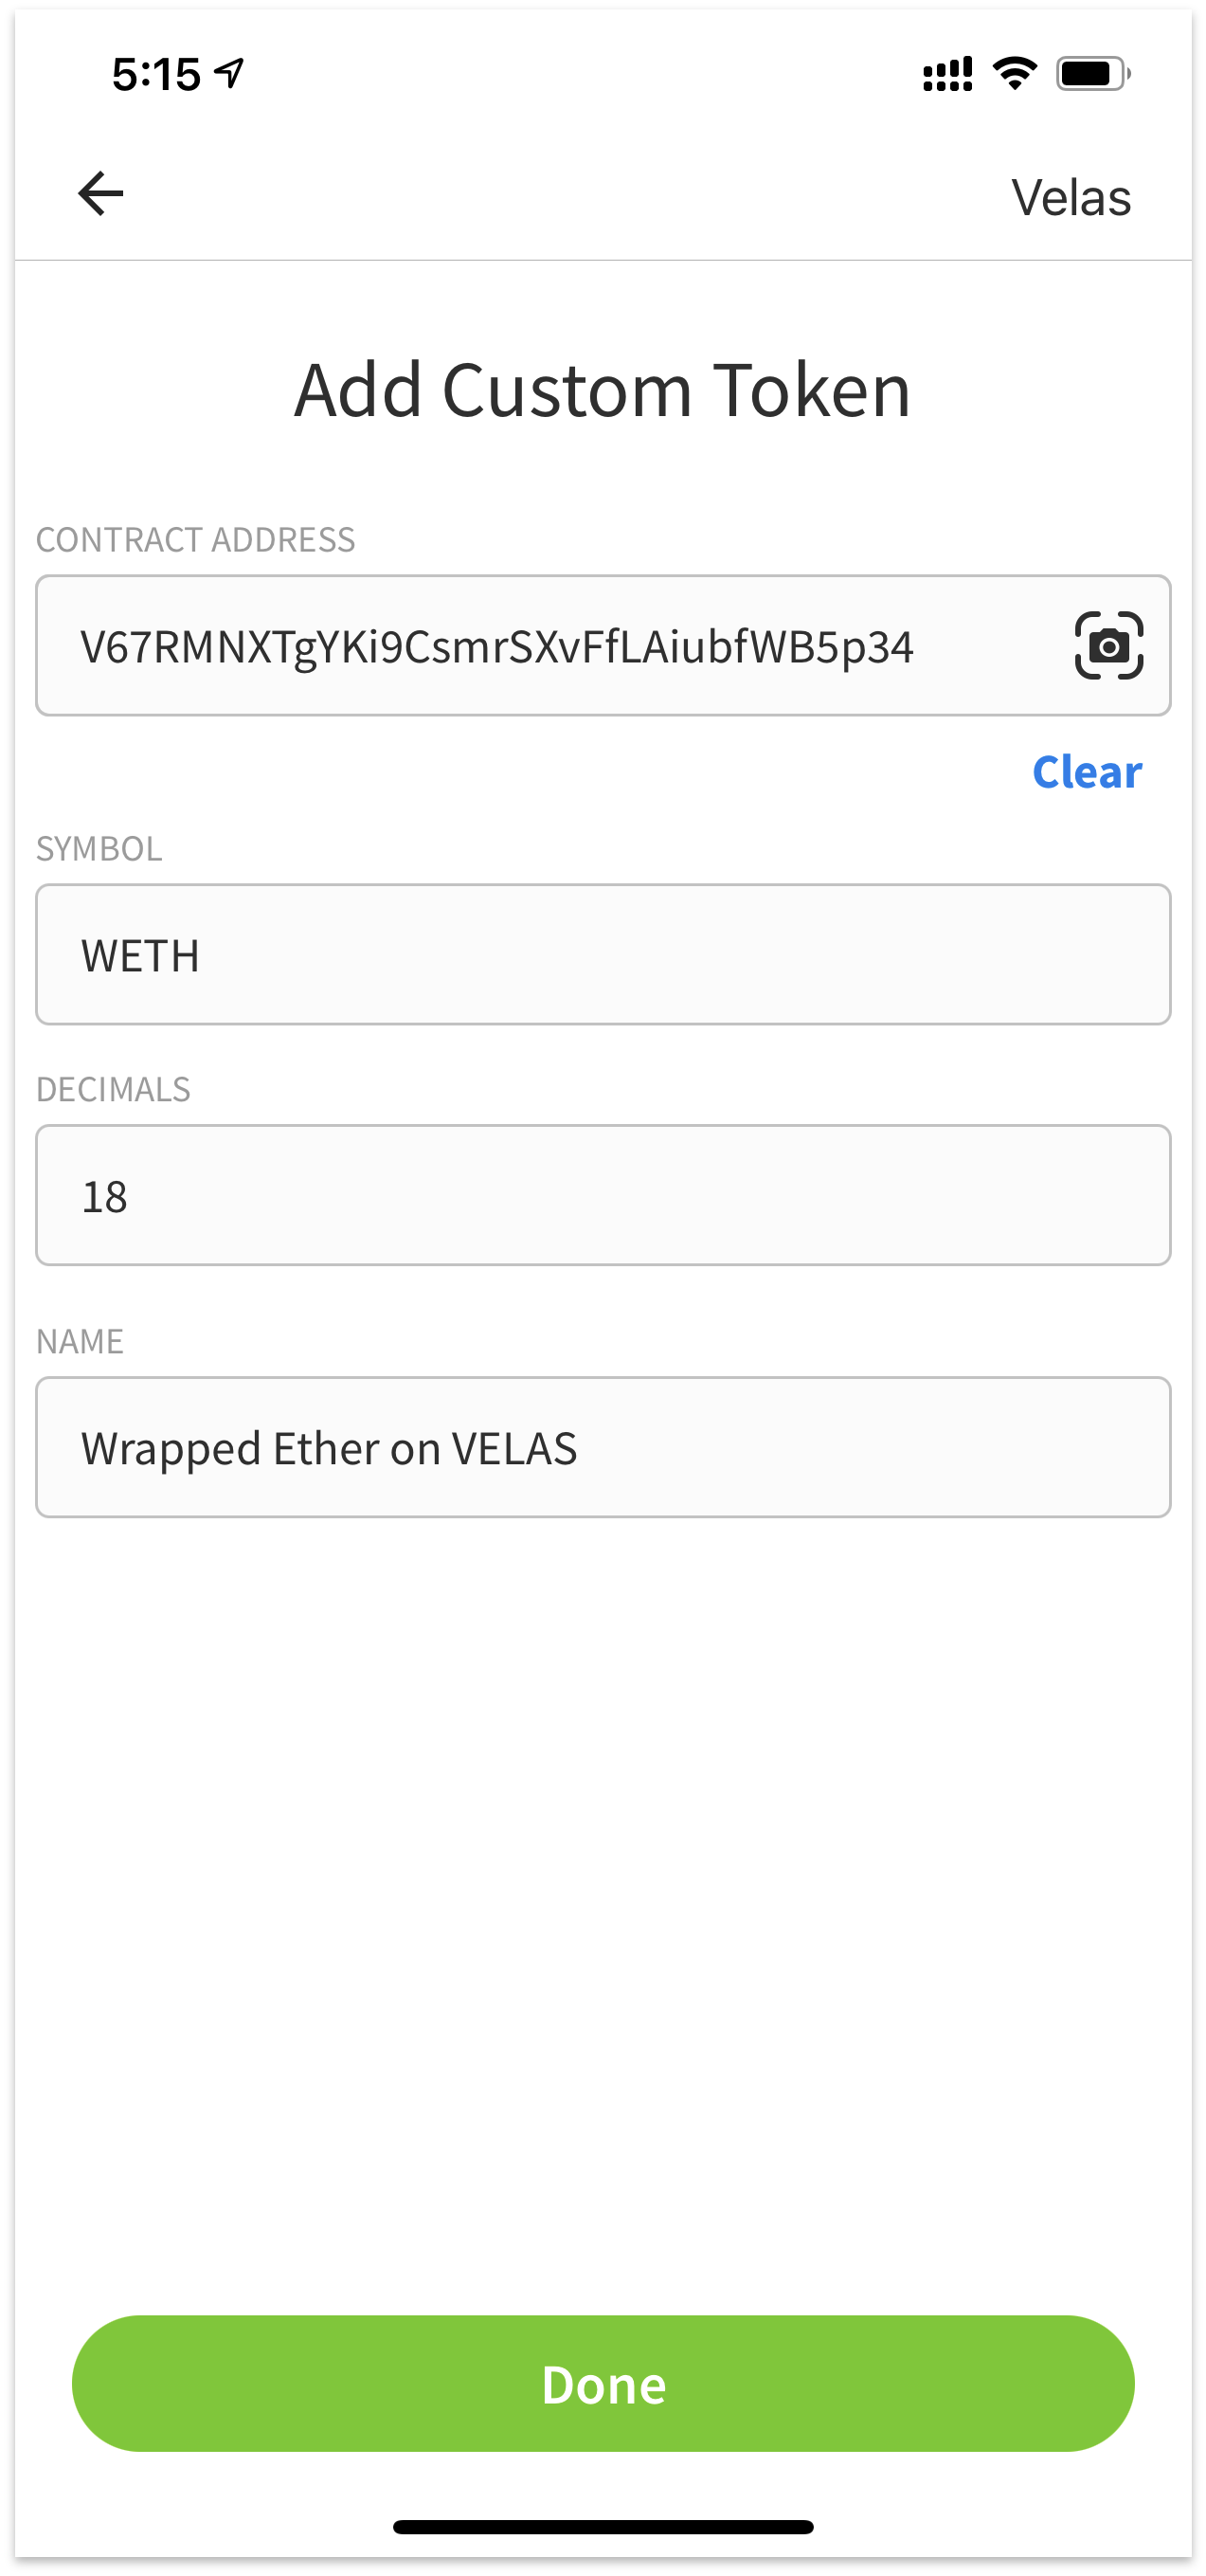 5:15
Velas
Add Custom Token
CONTRACT ADDRESS
V67RMNXTgYKi9CsmrSXvFfLAiubfWB5p34
Clear
SYMBOL
WETH
DECIMALS
18
NAME
Wrapped Ether on VELAS
Done